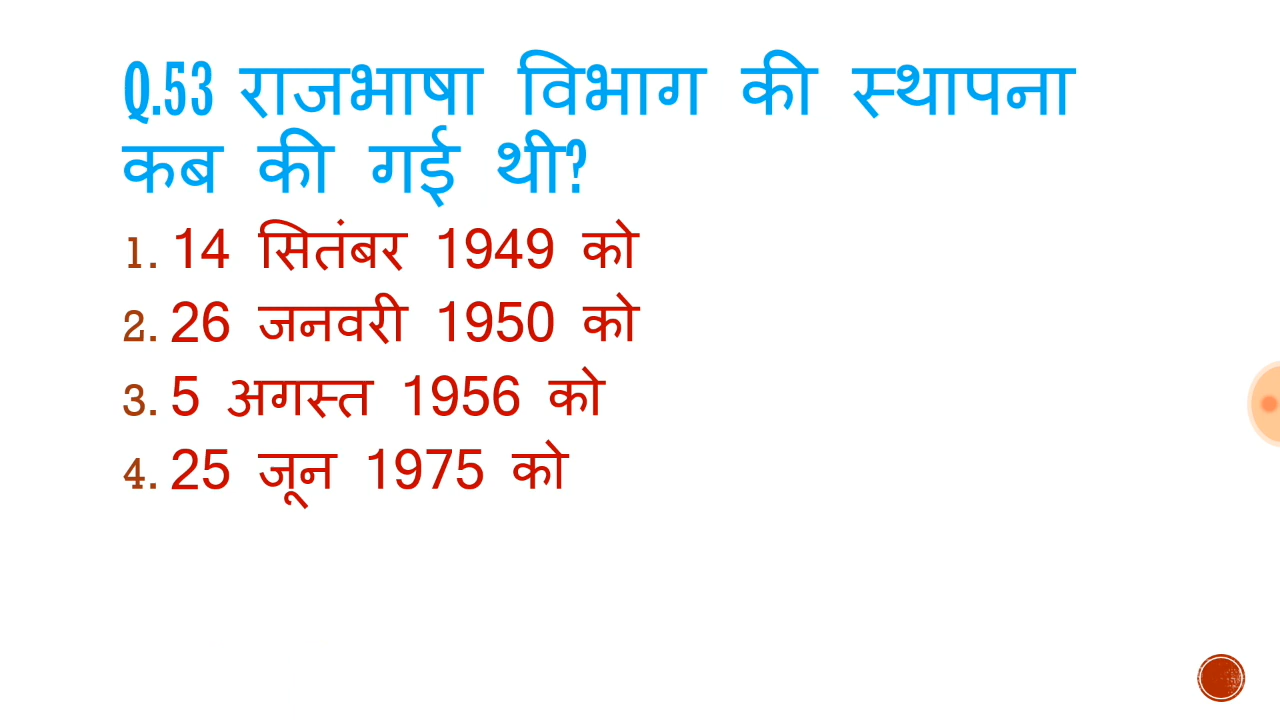 Q.53 राजभाषा विभाग की स्थापना
कब की गई थी?
1. 14 सितंबर 1949 को
2. 26 जनवरी 1950 को
3. 5 अगस्त 1956 को
4. 25 जून 1975 को